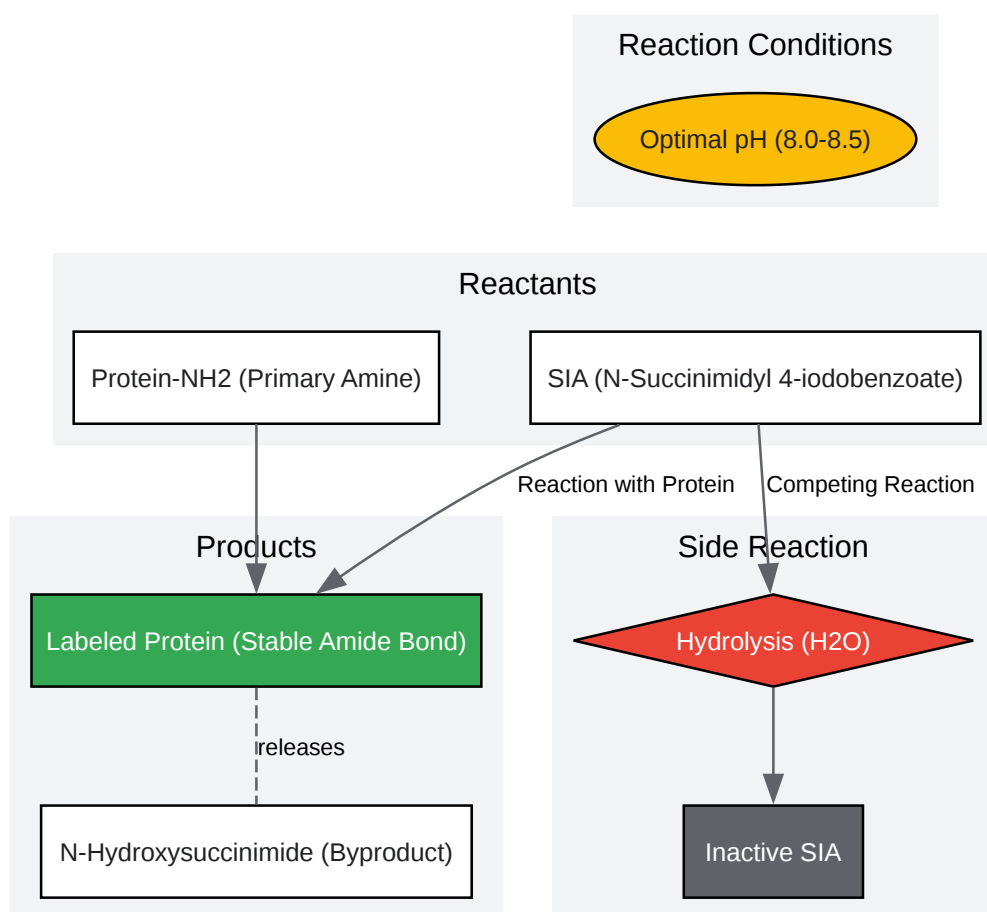 Reaction Conditions
Optimal pH (8.0-8.5)
Reactants
Protein-NH2 (Primary Amine)
SIA (N-Succinimidyl 4-iodobenzoate)
Reaction with Protein
Competing Reaction
Products
Side Reaction
Labeled Protein (Stable Amide Bond)
Hydrolysis (H2O)
releases
N-Hydroxysuccinimide (Byproduct)
Inactive SIA